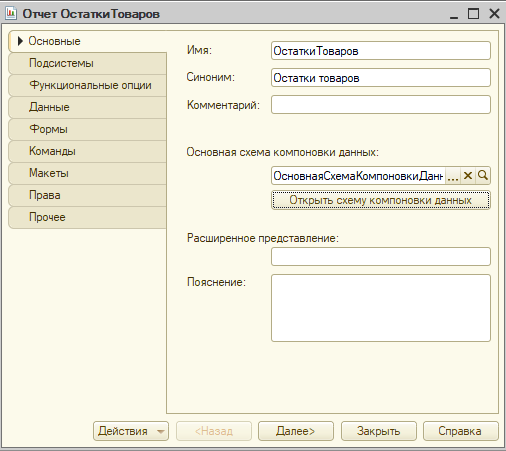 Отчет ОстаткиТоваров
Основные
Подсистемы
Функциональные опции
Данные
Формы
Команды
Макеты
Права
Прочее
Имя: ОстаткиТоваров
Синоним: Остатки товаров
Комментарий:
Основная схема компоновки данных:
ОсновнаяСхемаКомпоновкиДанн ...
Открыть схему компоновки данных
Расширенное представление:
Пояснение:
Действия <Назад Далее> Закрыть Справка